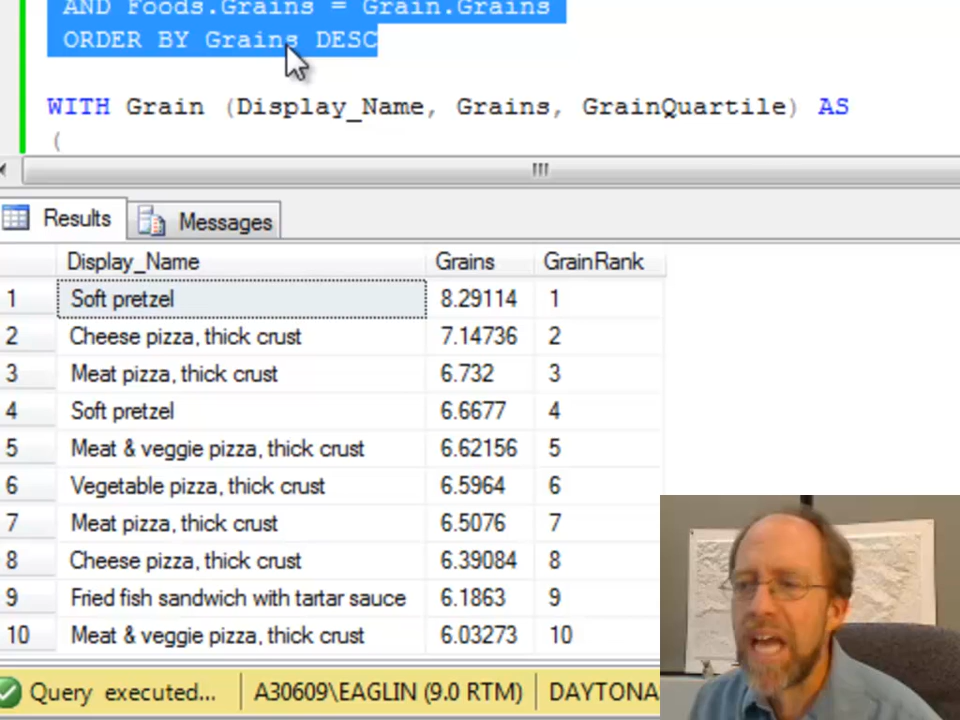 AND Foods.Grains = Grain.Grains
ORDER BY Grains DESC
WITH Grain (Display_Name, Grains, GrainQuartile) AS
(
Results Messages
Display_Name Grains GrainRank
1 Soft pretzel 8.29114 1
2 Cheese pizza, thick crust 7.14736 2
3 Meat pizza, thick crust 6.732 3
4 Soft pretzel 6.6677 4
5 Meat & veggie pizza, thick crust 6.62156 5
6 Vegetable pizza, thick crust 6.5964 6
7 Meat pizza, thick crust 6.5076 7
8 Cheese pizza, thick crust 6.39084 8
9 Fried fish sandwich with tartar sauce 6.1863 9
10 Meat & veggie pizza, thick crust 6.03273 10
Query executed... A30609\EAGLIN (9.0 RTM) DAYTONA